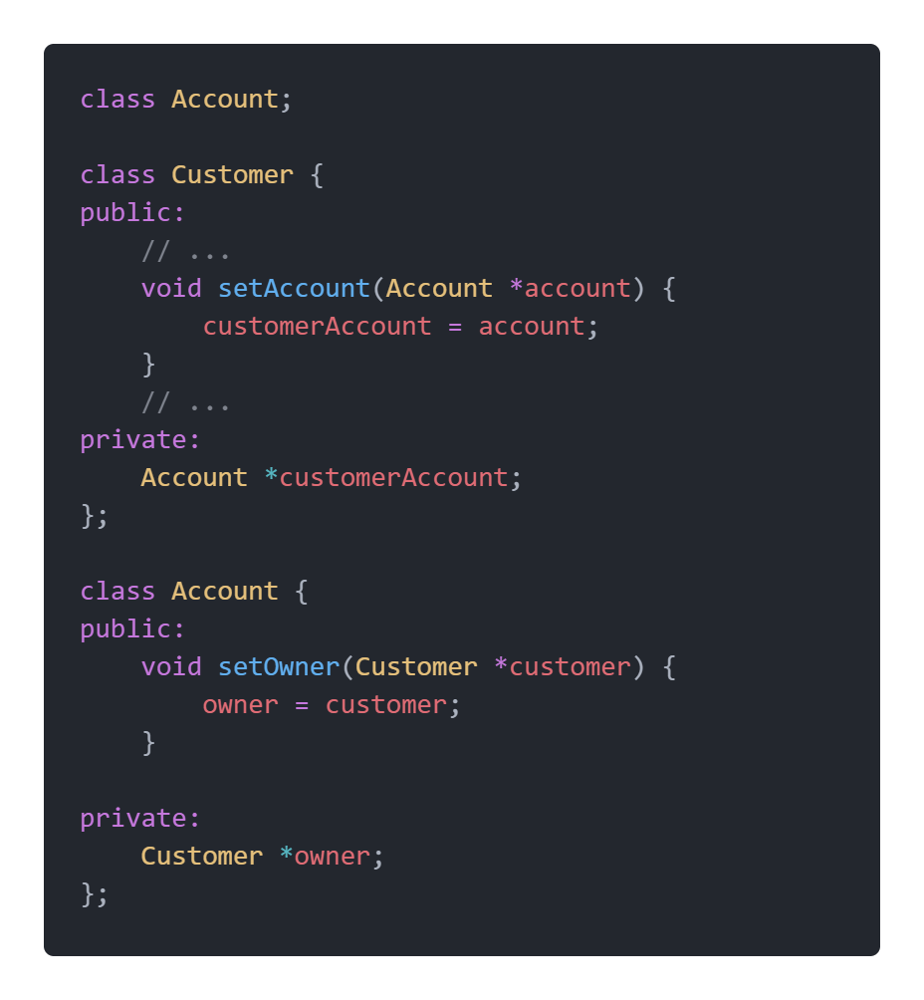 class Account;
class Customer {
public:
    // ...
    void setAccount(Account *account) {
        customerAccount = account;
    }
    // ...
private:
    Account *customerAccount;
};
class Account {
public:
    void setOwner(Customer *customer) {
        owner = customer;
    }
private:
    Customer *owner;
};